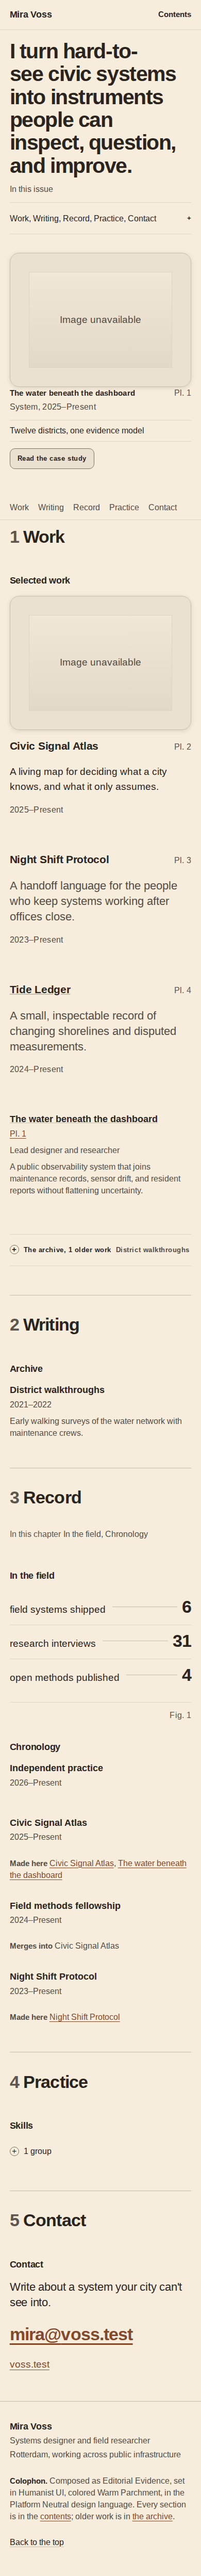 Mira Voss
Contents
I turn hard-to-
see civic systems
into instruments
people can
inspect, question,
and improve.
In this issue
Work, Writing, Record, Practice, Contact
+
Image unavailable
The water beneath the dashboard
Pl. 1
System, 2025–Present
Twelve districts, one evidence model
Read the case study
Work Writing Record Practice Contact
1 Work
Selected work
Image unavailable
Civic Signal Atlas
Pl. 2
A living map for deciding what a city
knows, and what it only assumes.
2025–Present
Night Shift Protocol
Pl. 3
A handoff language for the people
who keep systems working after
offices close.
2023–Present
Tide Ledger
Pl. 4
A small, inspectable record of
changing shorelines and disputed
measurements.
2024–Present
The water beneath the dashboard
Pl. 1
Lead designer and researcher
A public observability system that joins
maintenance records, sensor drift, and resident
reports without flattening uncertainty.
The archive, 1 older work District walkthroughs
2 Writing
Archive
District walkthroughs
2021–2022
Early walking surveys of the water network with
maintenance crews.
3 Record
In this chapter In the field, Chronology
In the field
field systems shipped 6
research interviews 31
open methods published 4
Fig. 1
Chronology
Independent practice
2026–Present
Civic Signal Atlas
2025–Present
Made here Civic Signal Atlas, The water beneath
the dashboard
Field methods fellowship
2024–Present
Merges into Civic Signal Atlas
Night Shift Protocol
2023–Present
Made here Night Shift Protocol
4 Practice
Skills
1 group
5 Contact
Contact
Write about a system your city can't
see into.
mira@voss.test
voss.test
Mira Voss
Systems designer and field researcher
Rotterdam, working across public infrastructure
Colophon. Composed as Editorial Evidence, set
in Humanist UI, colored Warm Parchment, in the
Platform Neutral design language. Every section
is in the contents; older work is in the archive.
Back to the top